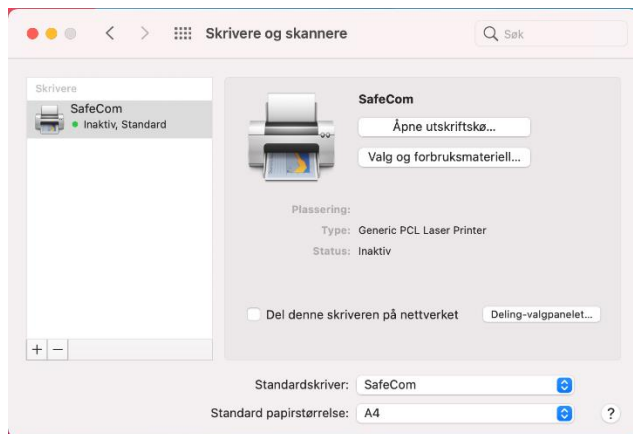 Skrivere og skannere
Søk
Skrivere
SafeCom
Inaktiv, Standard
SafeCom
Åpne utskriftskø...
Valg og forbruksmateriell...
Plassering:
Type: Generic PCL Laser Printer
Status: Inaktiv
Del denne skriveren på nettverket Deling-valgpanelet...
+ −
Standardskriver: SafeCom
Standard papirstørrelse: A4 ?